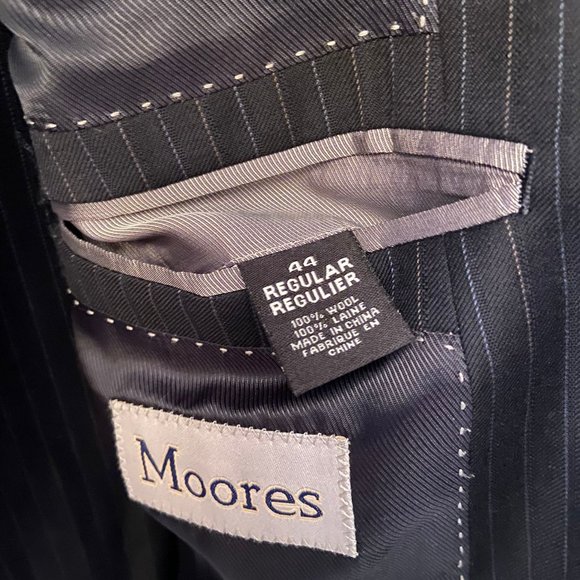 44
REGULAR
REGULIER
100% WOOL
100% LAINE
MADE IN CHINA
FABRIQUE EN
CHINE
Moores